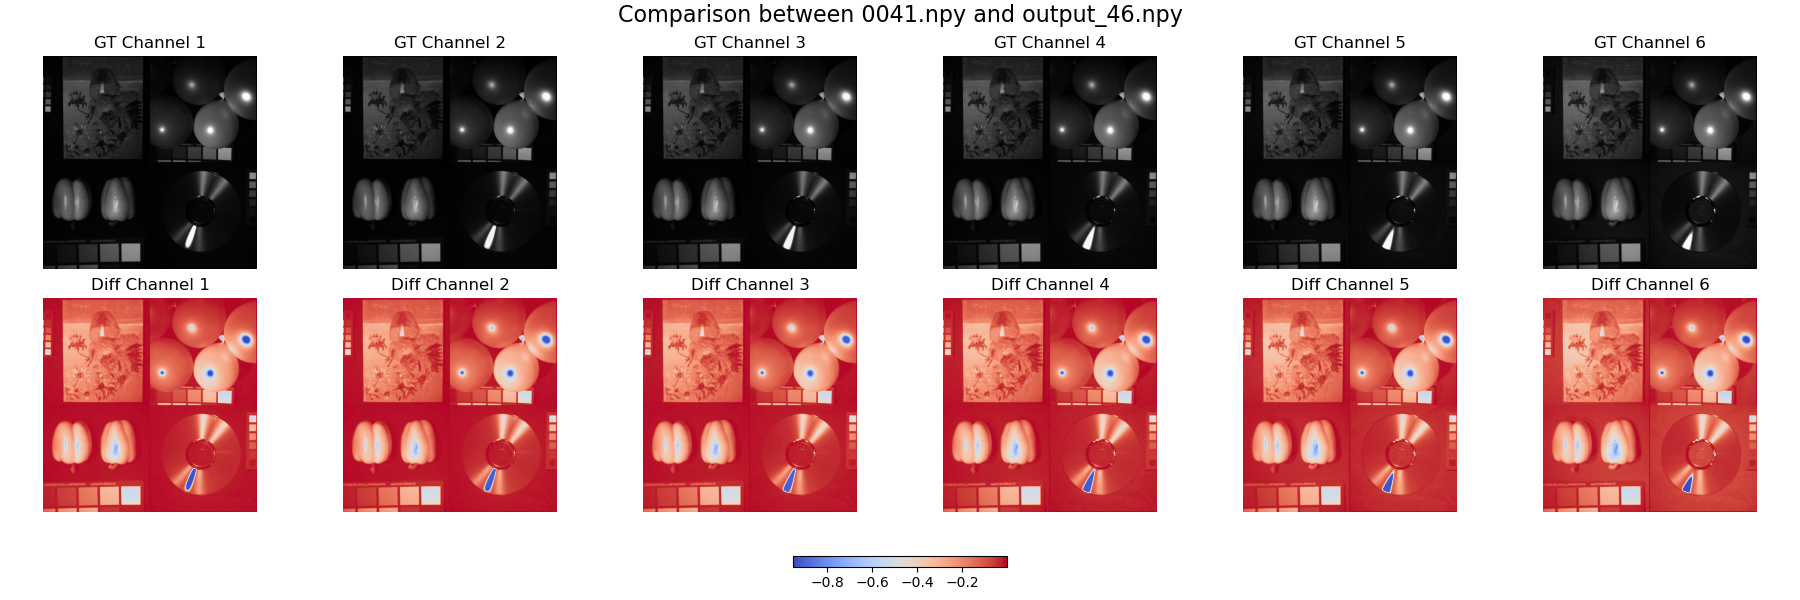 Comparison between 0041.npy and output_46.npy
GT Channel 1
GT Channel 2
GT Channel 3
GT Channel 4
GT Channel 5
GT Channel 6
Diff Channel 1
Diff Channel 2
Diff Channel 3
Diff Channel 4
Diff Channel 5
Diff Channel 6
−0.8 −0.6 −0.4 −0.2